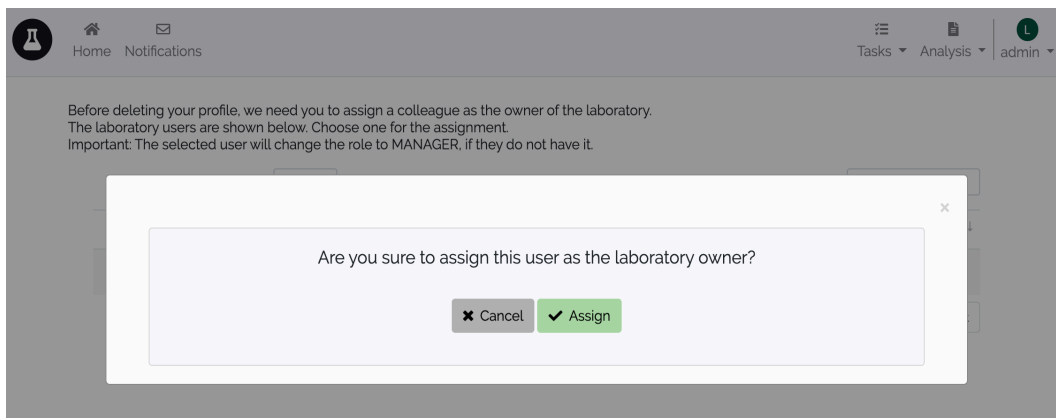 Home Notifications Tasks Analysis admin
L
Before deleting your profile, we need you to assign a colleague as the owner of the laboratory.
The laboratory users are shown below. Choose one for the assignment.
Important: The selected user will change the role to MANAGER, if they do not have it.
×
Are you sure to assign this user as the laboratory owner?
Cancel Assign